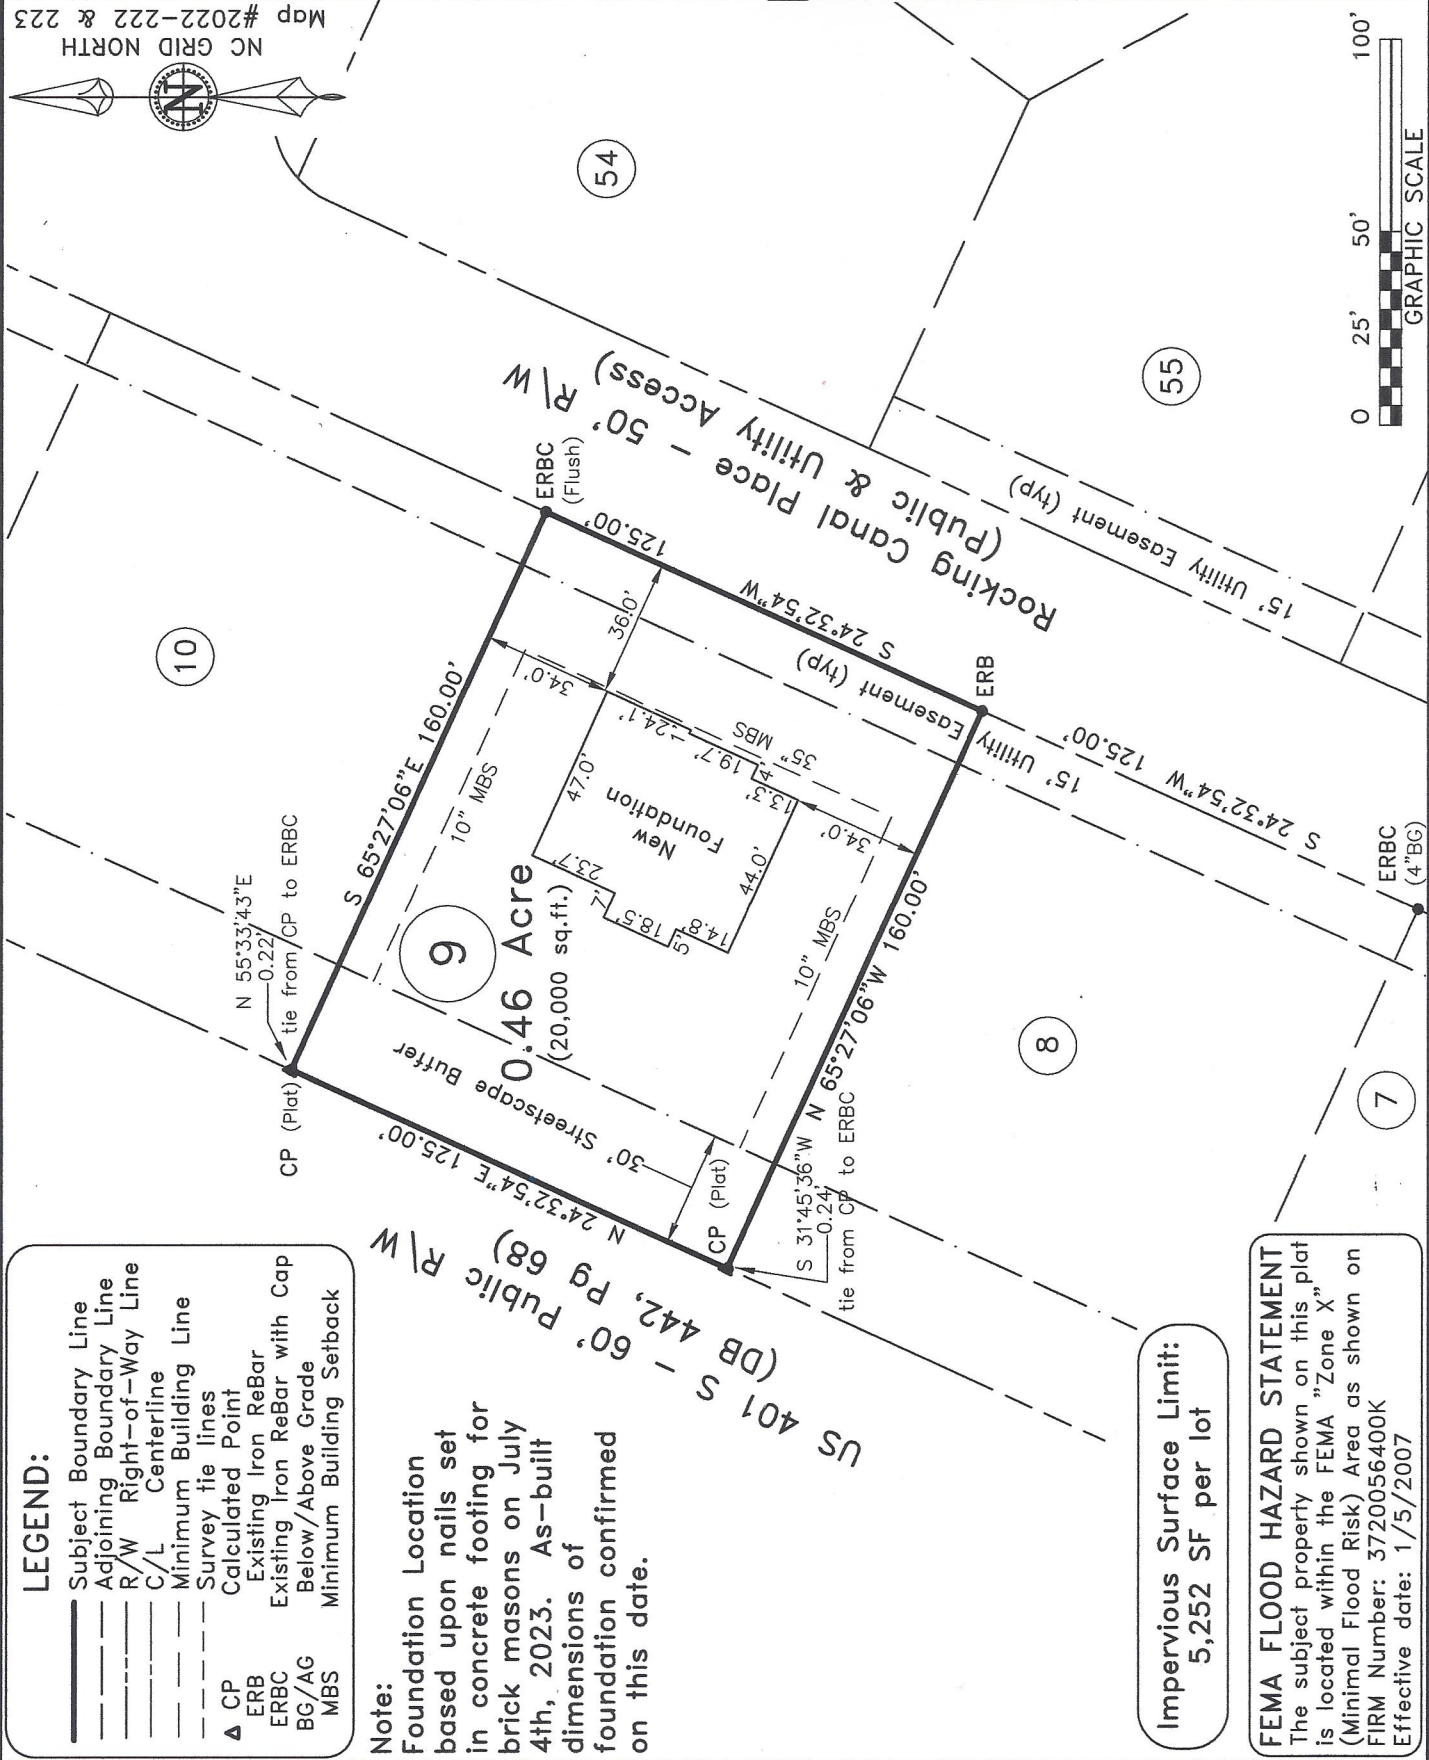 LEGEND:
Subject Boundary Line
Adjoining Boundary Line
R/W Right-of-Way Line
C/L Centerline
Minimum Building Line
Survey tie lines
CP Calculated Point
ERB Existing Iron ReBar
ERBC Existing Iron ReBar with Cap
BG/AG Below/Above Grade
MBS Minimum Building Setback
Note:
Foundation Location
based upon nails set
in concrete footing for
brick masons on July
4th, 2023. As-built
dimensions of
foundation confirmed
on this date.
Impervious Surface Limit:
5,252 SF per lot
FEMA FLOOD HAZARD STATEMENT
The subject property shown on this plat
is located within the FEMA "Zone X"
(Minimal Flood Risk) Area as shown on
FIRM Number: 3720056400K
Effective date: 1/5/2007
US 401 S - 60' Public R\W
(DB 442, Pg 68)
N 24°32'54"E 125.00'
CP (Plat)
N 55°33'43"E
0.22'
tie from CP to ERBC
S 65°27'06"E 160.00'
10" MBS
30' Streetscape Buffer
9
0.46 Acre
(20,000 sq.ft.)
CP (Plat)
S 31°45'36"W
0.24'
tie from CP to ERBC
N 65°27'06"W 160.00'
10" MBS
New
Foundation
47.0'
23.7'
7'
18.5'
5'
14.8'
44.0'
13.3'
4'
19.7'
1'
24.1'
34.0'
34.0'
36.0'
35" MBS
15' Utility Easement (typ)
S 24°32'54"W
125.00'
ERBC
(Flush)
ERB
S 24°32'54"W 125.00'
ERBC
(4"BG)
10
8
7
54
55
Rocking Canal Place - 50' R\W
(Public & Utility Access)
15' Utility Easement (typ)
NC GRID NORTH
Map #2022-222 & 223
N
0 25' 50' 100'
GRAPHIC SCALE